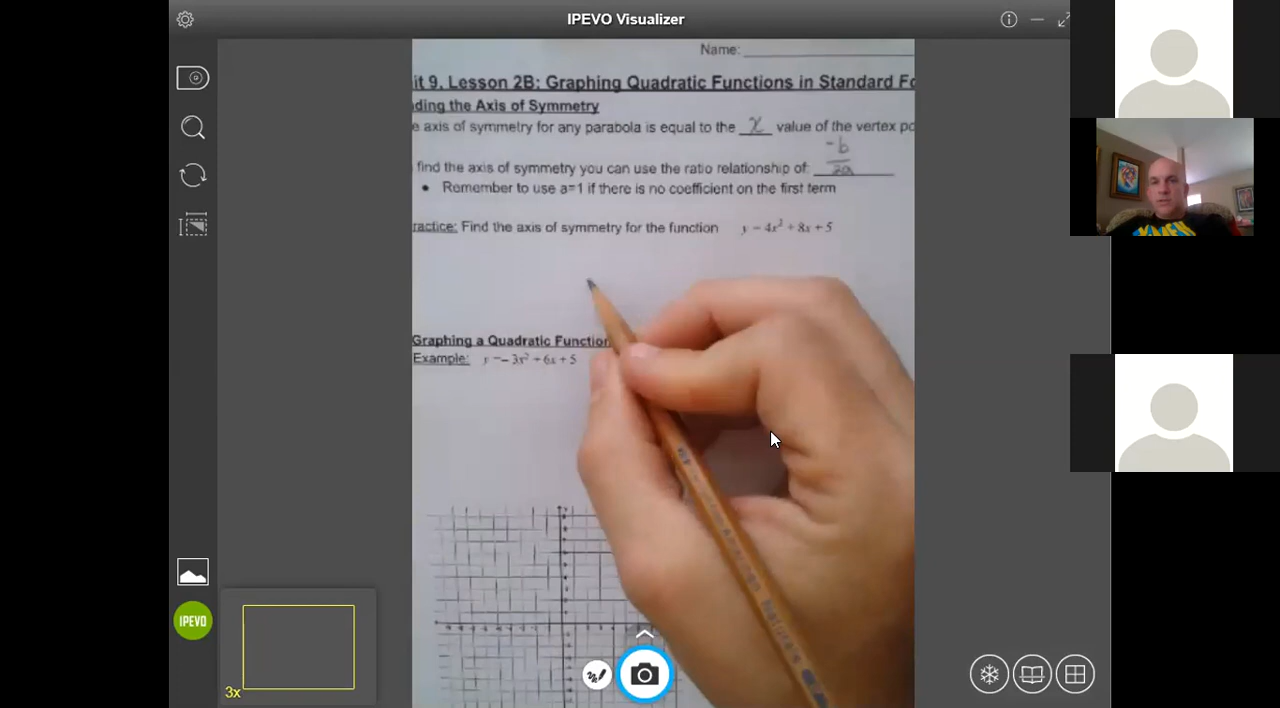 IPEVO Visualizer
Name:
it 9, Lesson 2B: Graphing Quadratic Functions in Standard Fo
ding the Axis of Symmetry
e axis of symmetry for any parabola is equal to the x value of the vertex po
-b
find the axis of symmetry you can use the ratio relationship of:
2a
• Remember to use a=1 if there is no coefficient on the first term
ractice: Find the axis of symmetry for the function y = 4x² + 8x + 5
Graphing a Quadratic Function
Example: y = - 3x² + 6x + 5
IPEVO
3x